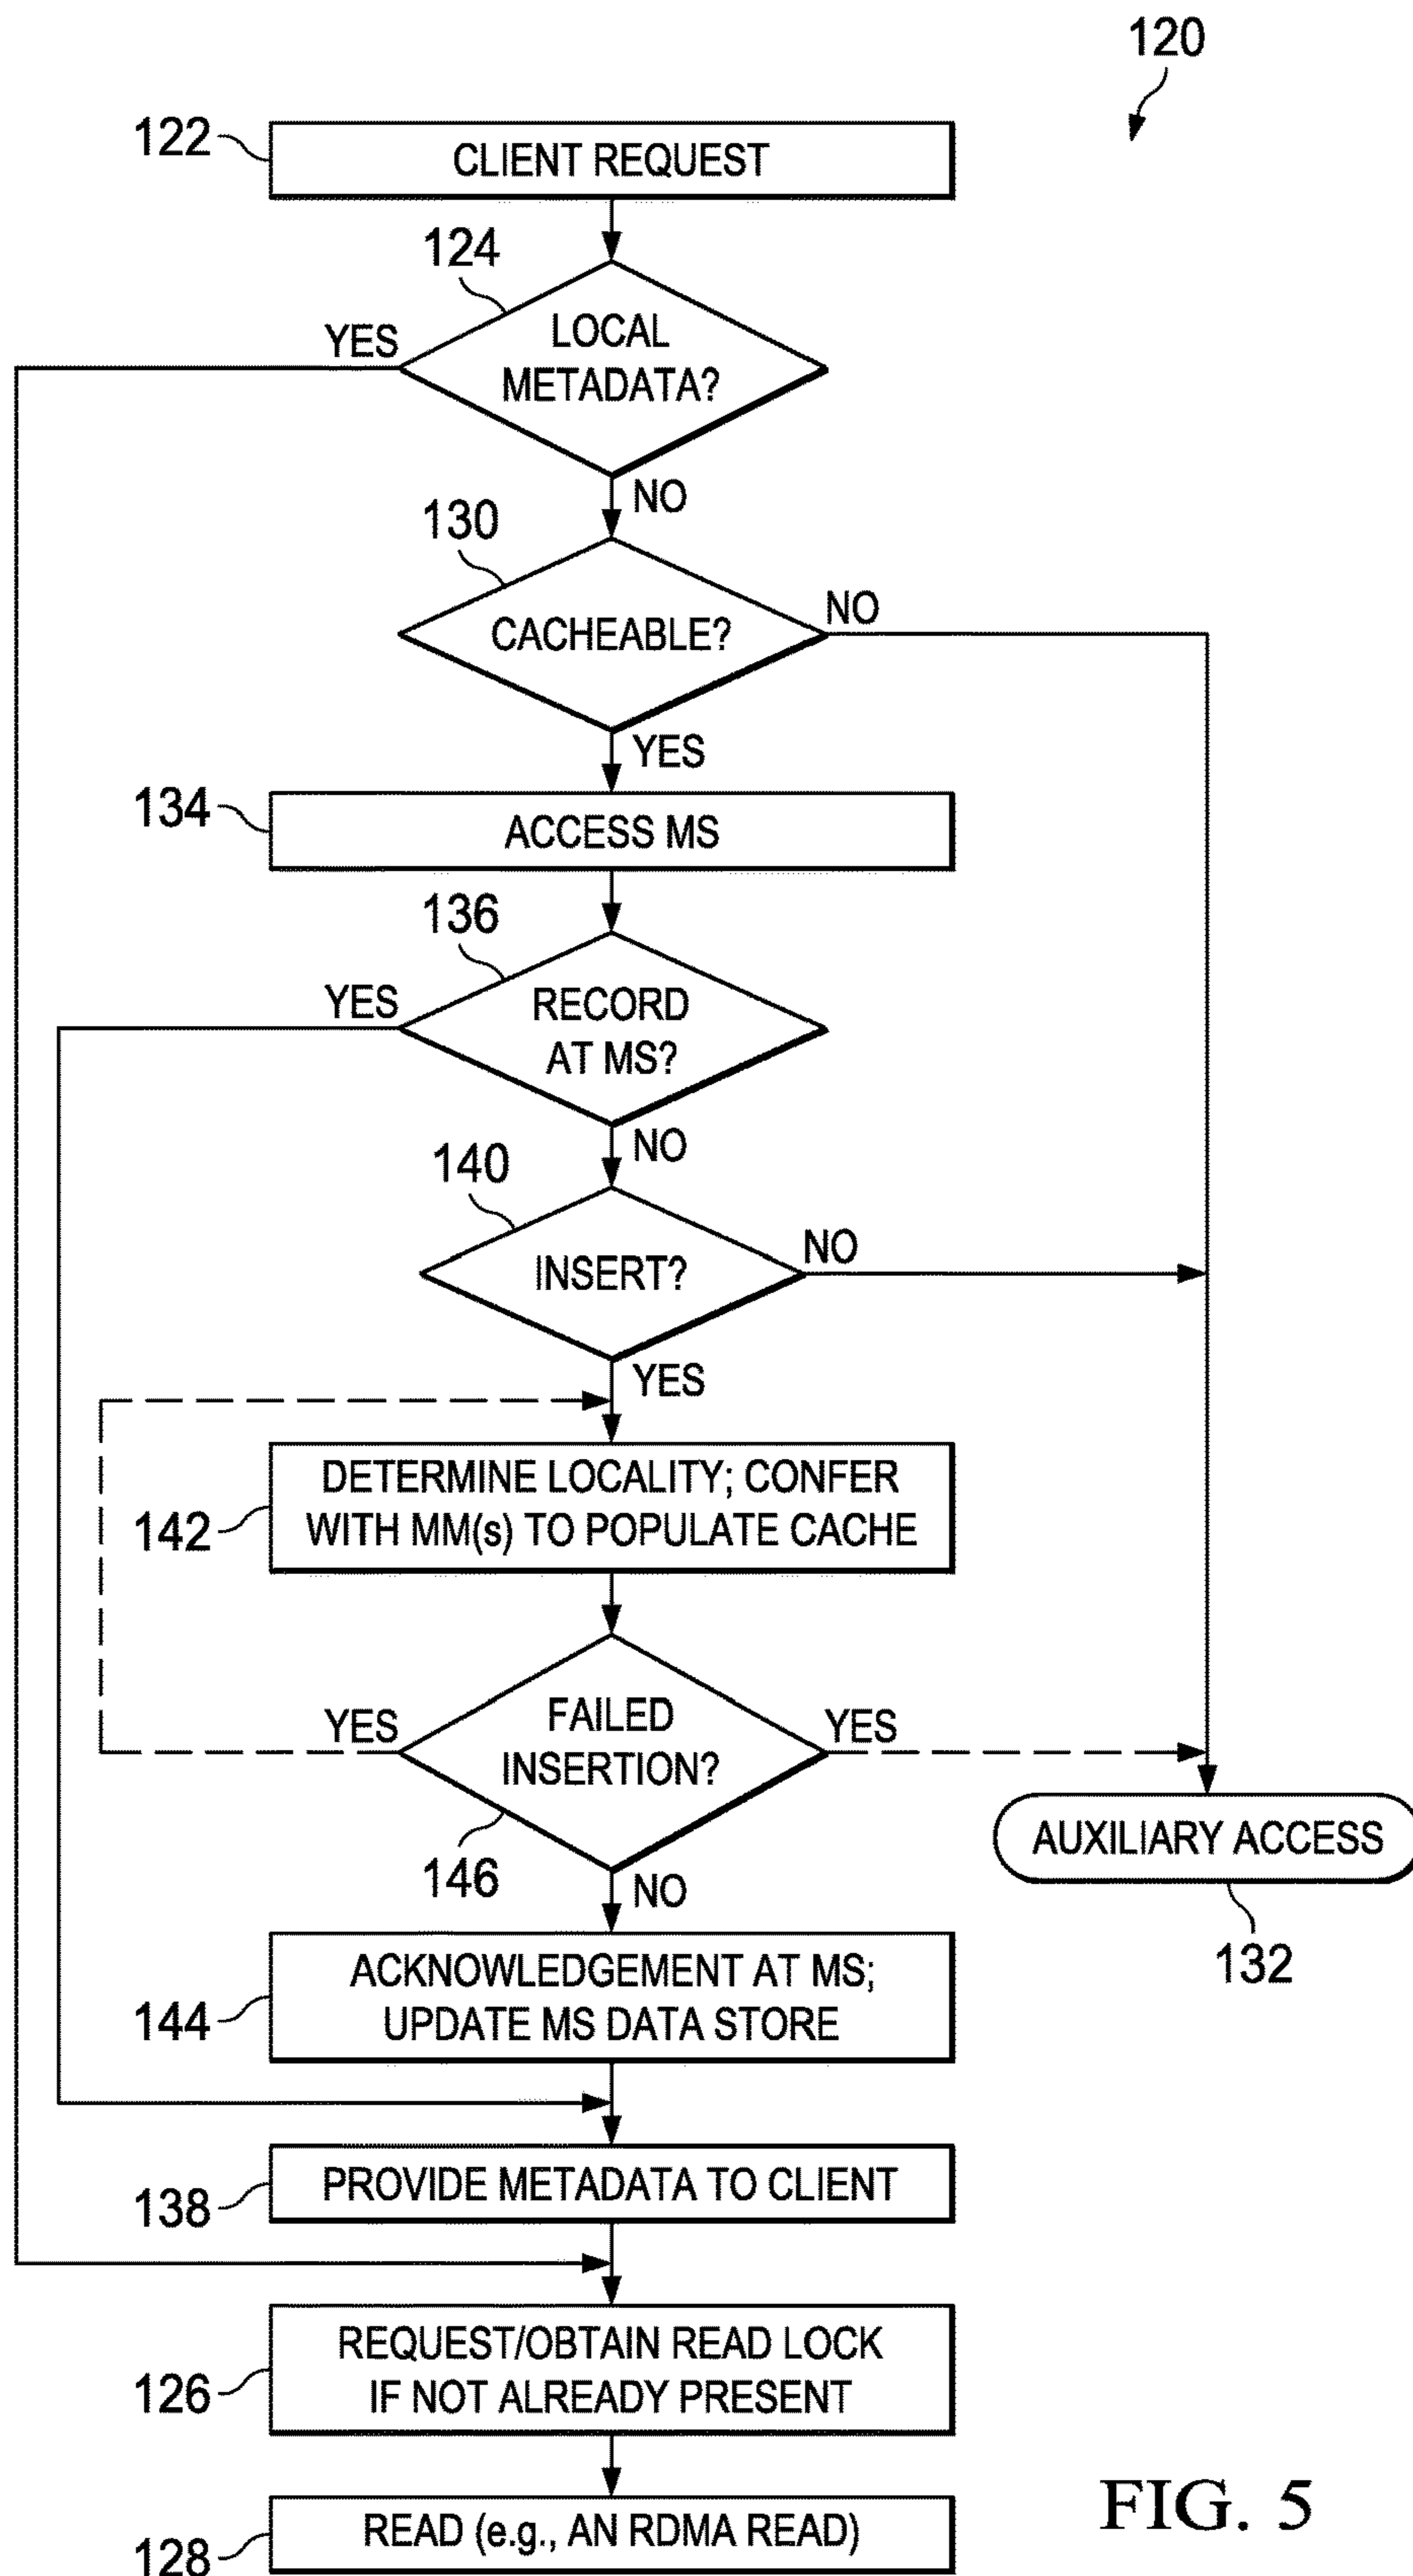 120
122
CLIENT REQUEST
124
LOCAL
METADATA?
YES
NO
130
CACHEABLE?
NO
YES
134
ACCESS MS
136
RECORD
AT MS?
YES
NO
140
INSERT?
NO
YES
142
DETERMINE LOCALITY; CONFER
WITH MM(s) TO POPULATE CACHE
YES
FAILED
INSERTION?
YES
146
NO
AUXILIARY ACCESS
132
144
ACKNOWLEDGEMENT AT MS;
UPDATE MS DATA STORE
138
PROVIDE METADATA TO CLIENT
126
REQUEST/OBTAIN READ LOCK
IF NOT ALREADY PRESENT
128
READ (e.g., AN RDMA READ)
FIG. 5